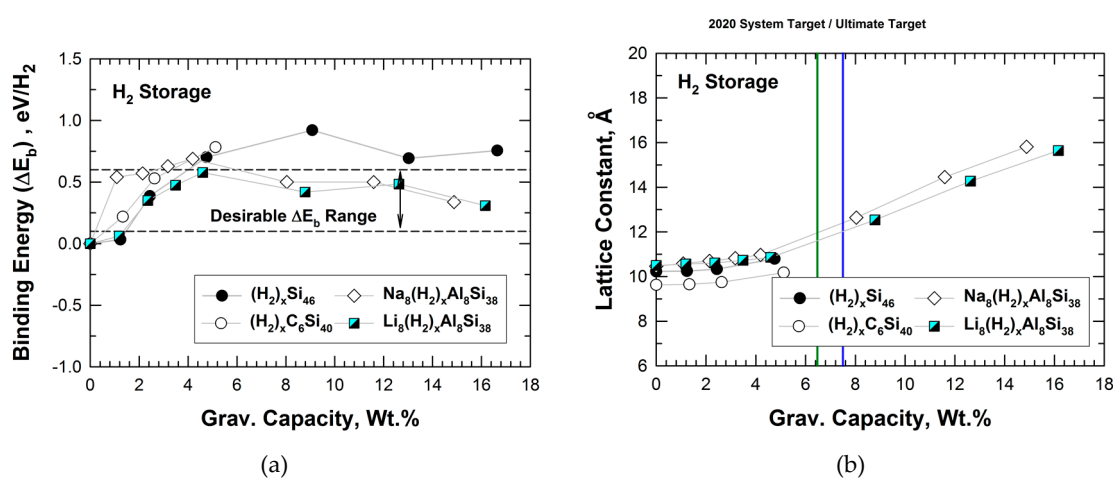 2020 System Target / Ultimate Target
Binding Energy (ΔE_b) , eV/H₂
1.5
1.0
0.5
0.0
-0.5
-1.0
H₂ Storage
Desirable ΔE_b Range
(H₂)ₓSi₄₆
Na₈(H₂)ₓAl₈Si₃₈
(H₂)ₓC₆Si₄₀
Li₈(H₂)ₓAl₈Si₃₈
0 2 4 6 8 10 12 14 16 18
Grav. Capacity, Wt.%
(a)
Lattice Constant, Å
20
18
16
14
12
10
8
6
H₂ Storage
(H₂)ₓSi₄₆
Na₈(H₂)ₓAl₈Si₃₈
(H₂)ₓC₆Si₄₀
Li₈(H₂)ₓAl₈Si₃₈
0 2 4 6 8 10 12 14 16 18
Grav. Capacity, Wt.%
(b)